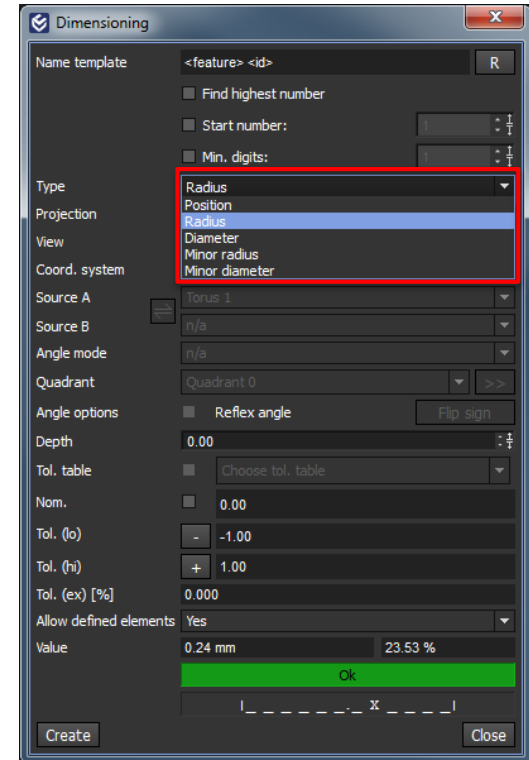 Dimensioning
Name template <feature> <id> R
Find highest number
Start number: 1
Min. digits: 1
Type Radius
Position
Projection
Radius
View Diameter
Minor radius
Coord. system Minor diameter
Source A Torus 1
Source B n/a
Angle mode n/a
Quadrant Quadrant 0 >>
Angle options Reflex angle Flip sign
Depth 0.00
Tol. table Choose tol. table
Nom. 0.00
Tol. (lo) - -1.00
Tol. (hi) + 1.00
Tol. (ex) [%] 0.000
Allow defined elements Yes
Value 0.24 mm 23.53 %
Ok
I_ _ _ _ _ _._ X _ _ _ _I
Create Close